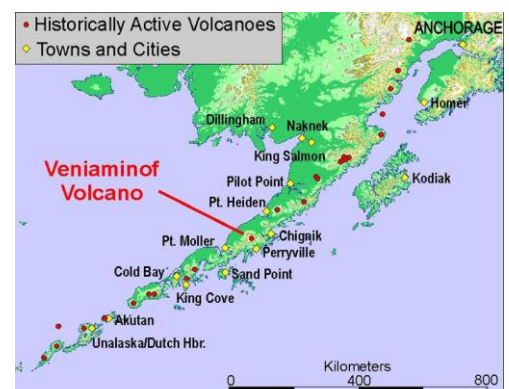 Historically Active Volcanoes
Towns and Cities
ANCHORAGE
Homer
Dillingham
Naknek
King Salmon
Veniaminof
Volcano
Pilot Point
Kodiak
Pt. Heiden
Chignik
Pt. Moller
Perryville
Cold Bay
Sand Point
King Cove
Akutan
Unalaska/Dutch Hbr.
Kilometers
0 400 800